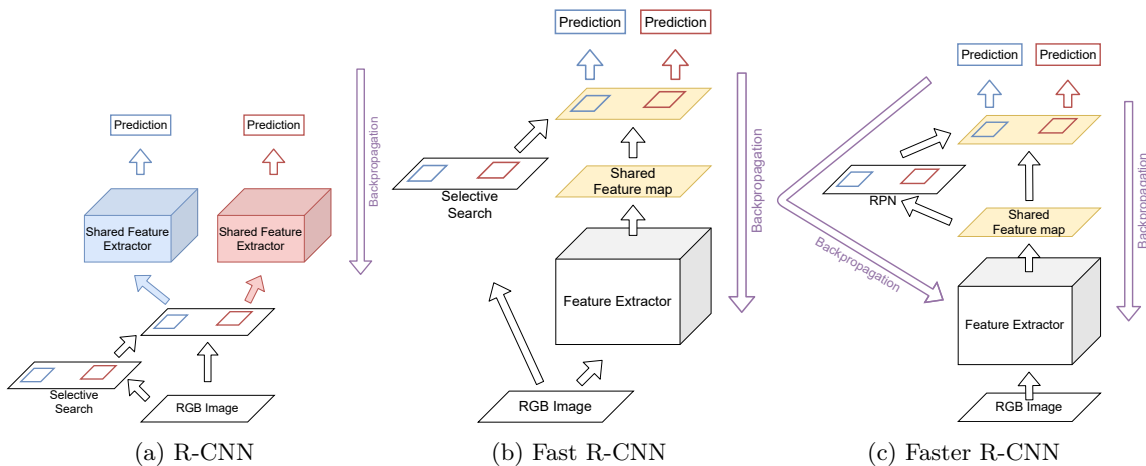 Prediction
Prediction
Shared Feature
Extractor
Shared Feature
Extractor
Selective
Search
RGB Image
Backpropagation
(a) R-CNN
Prediction
Prediction
Selective
Search
Shared
Feature map
Feature Extractor
RGB Image
Backpropagation
(b) Fast R-CNN
Prediction
Prediction
RPN
Shared
Feature map
Feature Extractor
RGB Image
Backpropagation
Backpropagation
(c) Faster R-CNN